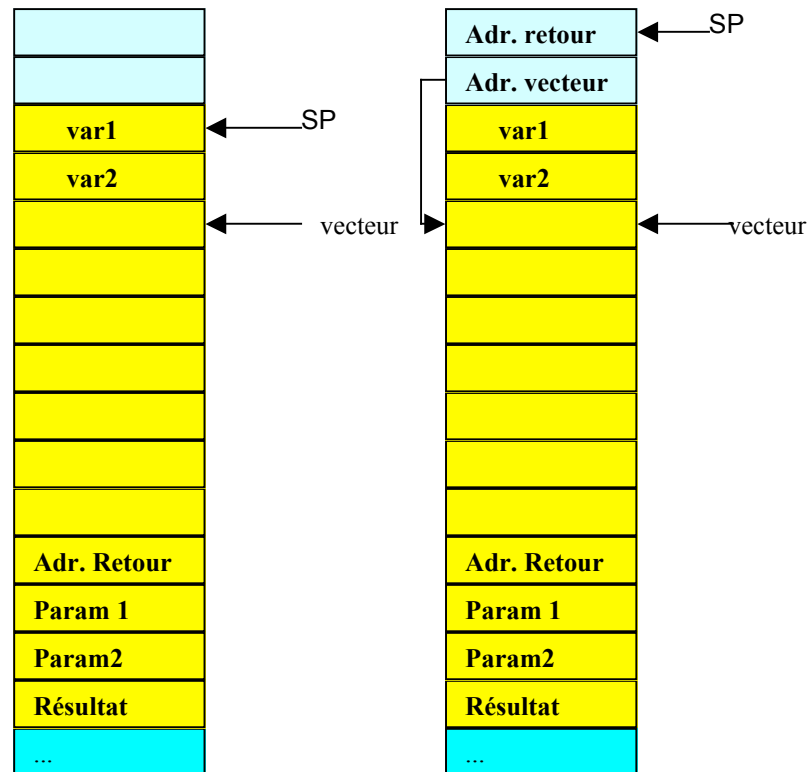 var1
SP
var2
vecteur
Adr. Retour
Param 1
Param2
Résultat
...
Adr. retour
SP
Adr. vecteur
var1
var2
vecteur
Adr. Retour
Param 1
Param2
Résultat
...